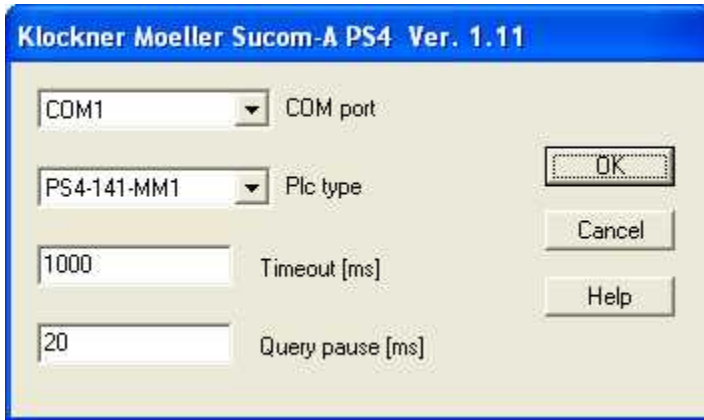 Klockner Moeller Sucom-A PS4 Ver. 1.11
COM1 COM port
PS4-141-MM1 Plc type
OK
Cancel
1000 Timeout [ms]
Help
20 Query pause [ms]